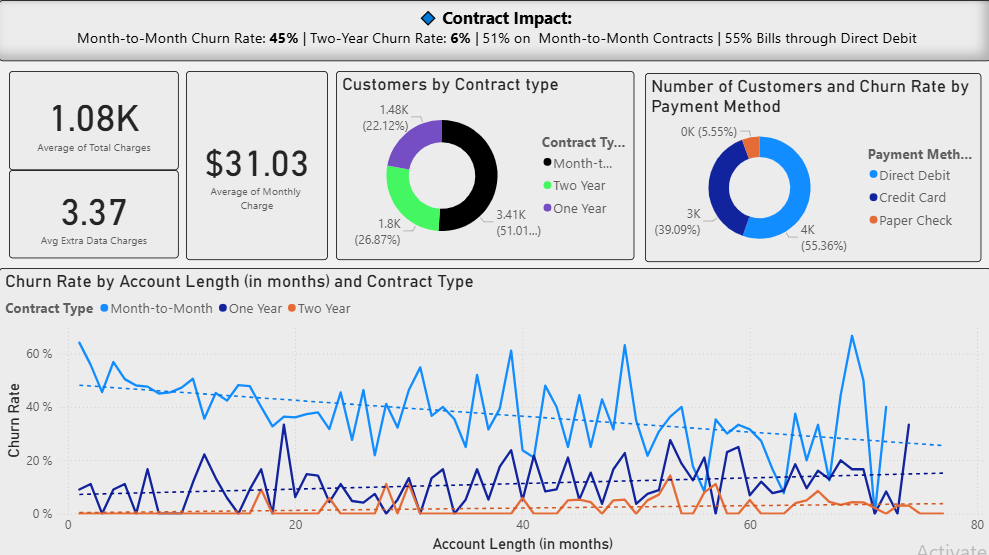 Contract Impact:
Month-to-Month Churn Rate: 45% | Two-Year Churn Rate: 6% | 51% on Month-to-Month Contracts | 55% Bills through Direct Debit
1.08K
Average of Total Charges
3.37
Avg Extra Data Charges
$31.03
Average of Monthly
Charge
Customers by Contract type
1.48K
(22.12%)
1.8K
(26.87%)
3.41K
(51.01...)
Contract Ty...
Month-t...
Two Year
One Year
Number of Customers and Churn Rate by
Payment Method
0K (5.55%)
3K
(39.09%)
4K
(55.36%)
Payment Meth...
Direct Debit
Credit Card
Paper Check
Churn Rate by Account Length (in months) and Contract Type
Contract Type Month-to-Month One Year Two Year
Churn Rate
60 %
40 %
20 %
0 %
0 20 40 60 80
Account Length (in months)
Activate